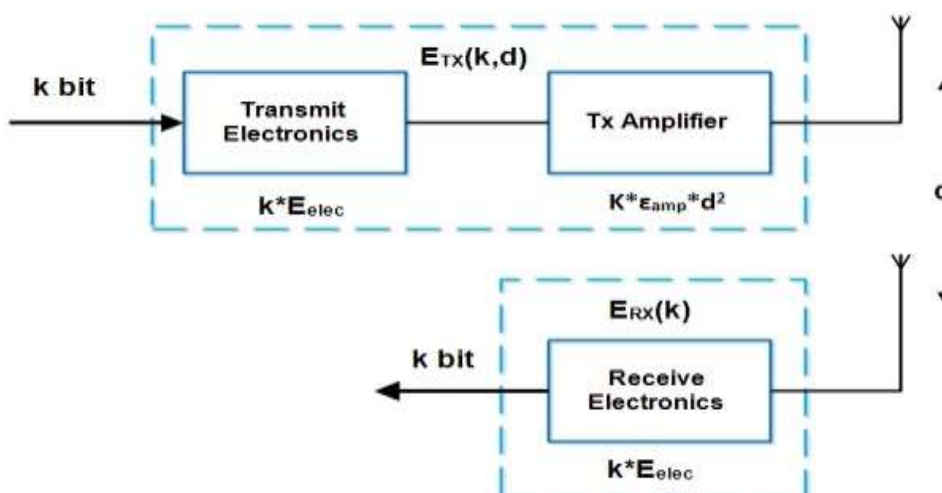 E_TX(k,d)
k bit
Transmit
Electronics
Tx Amplifier
k*E_elec
K*ε_amp*d²
d
E_RX(k)
k bit
Receive
Electronics
k*E_elec